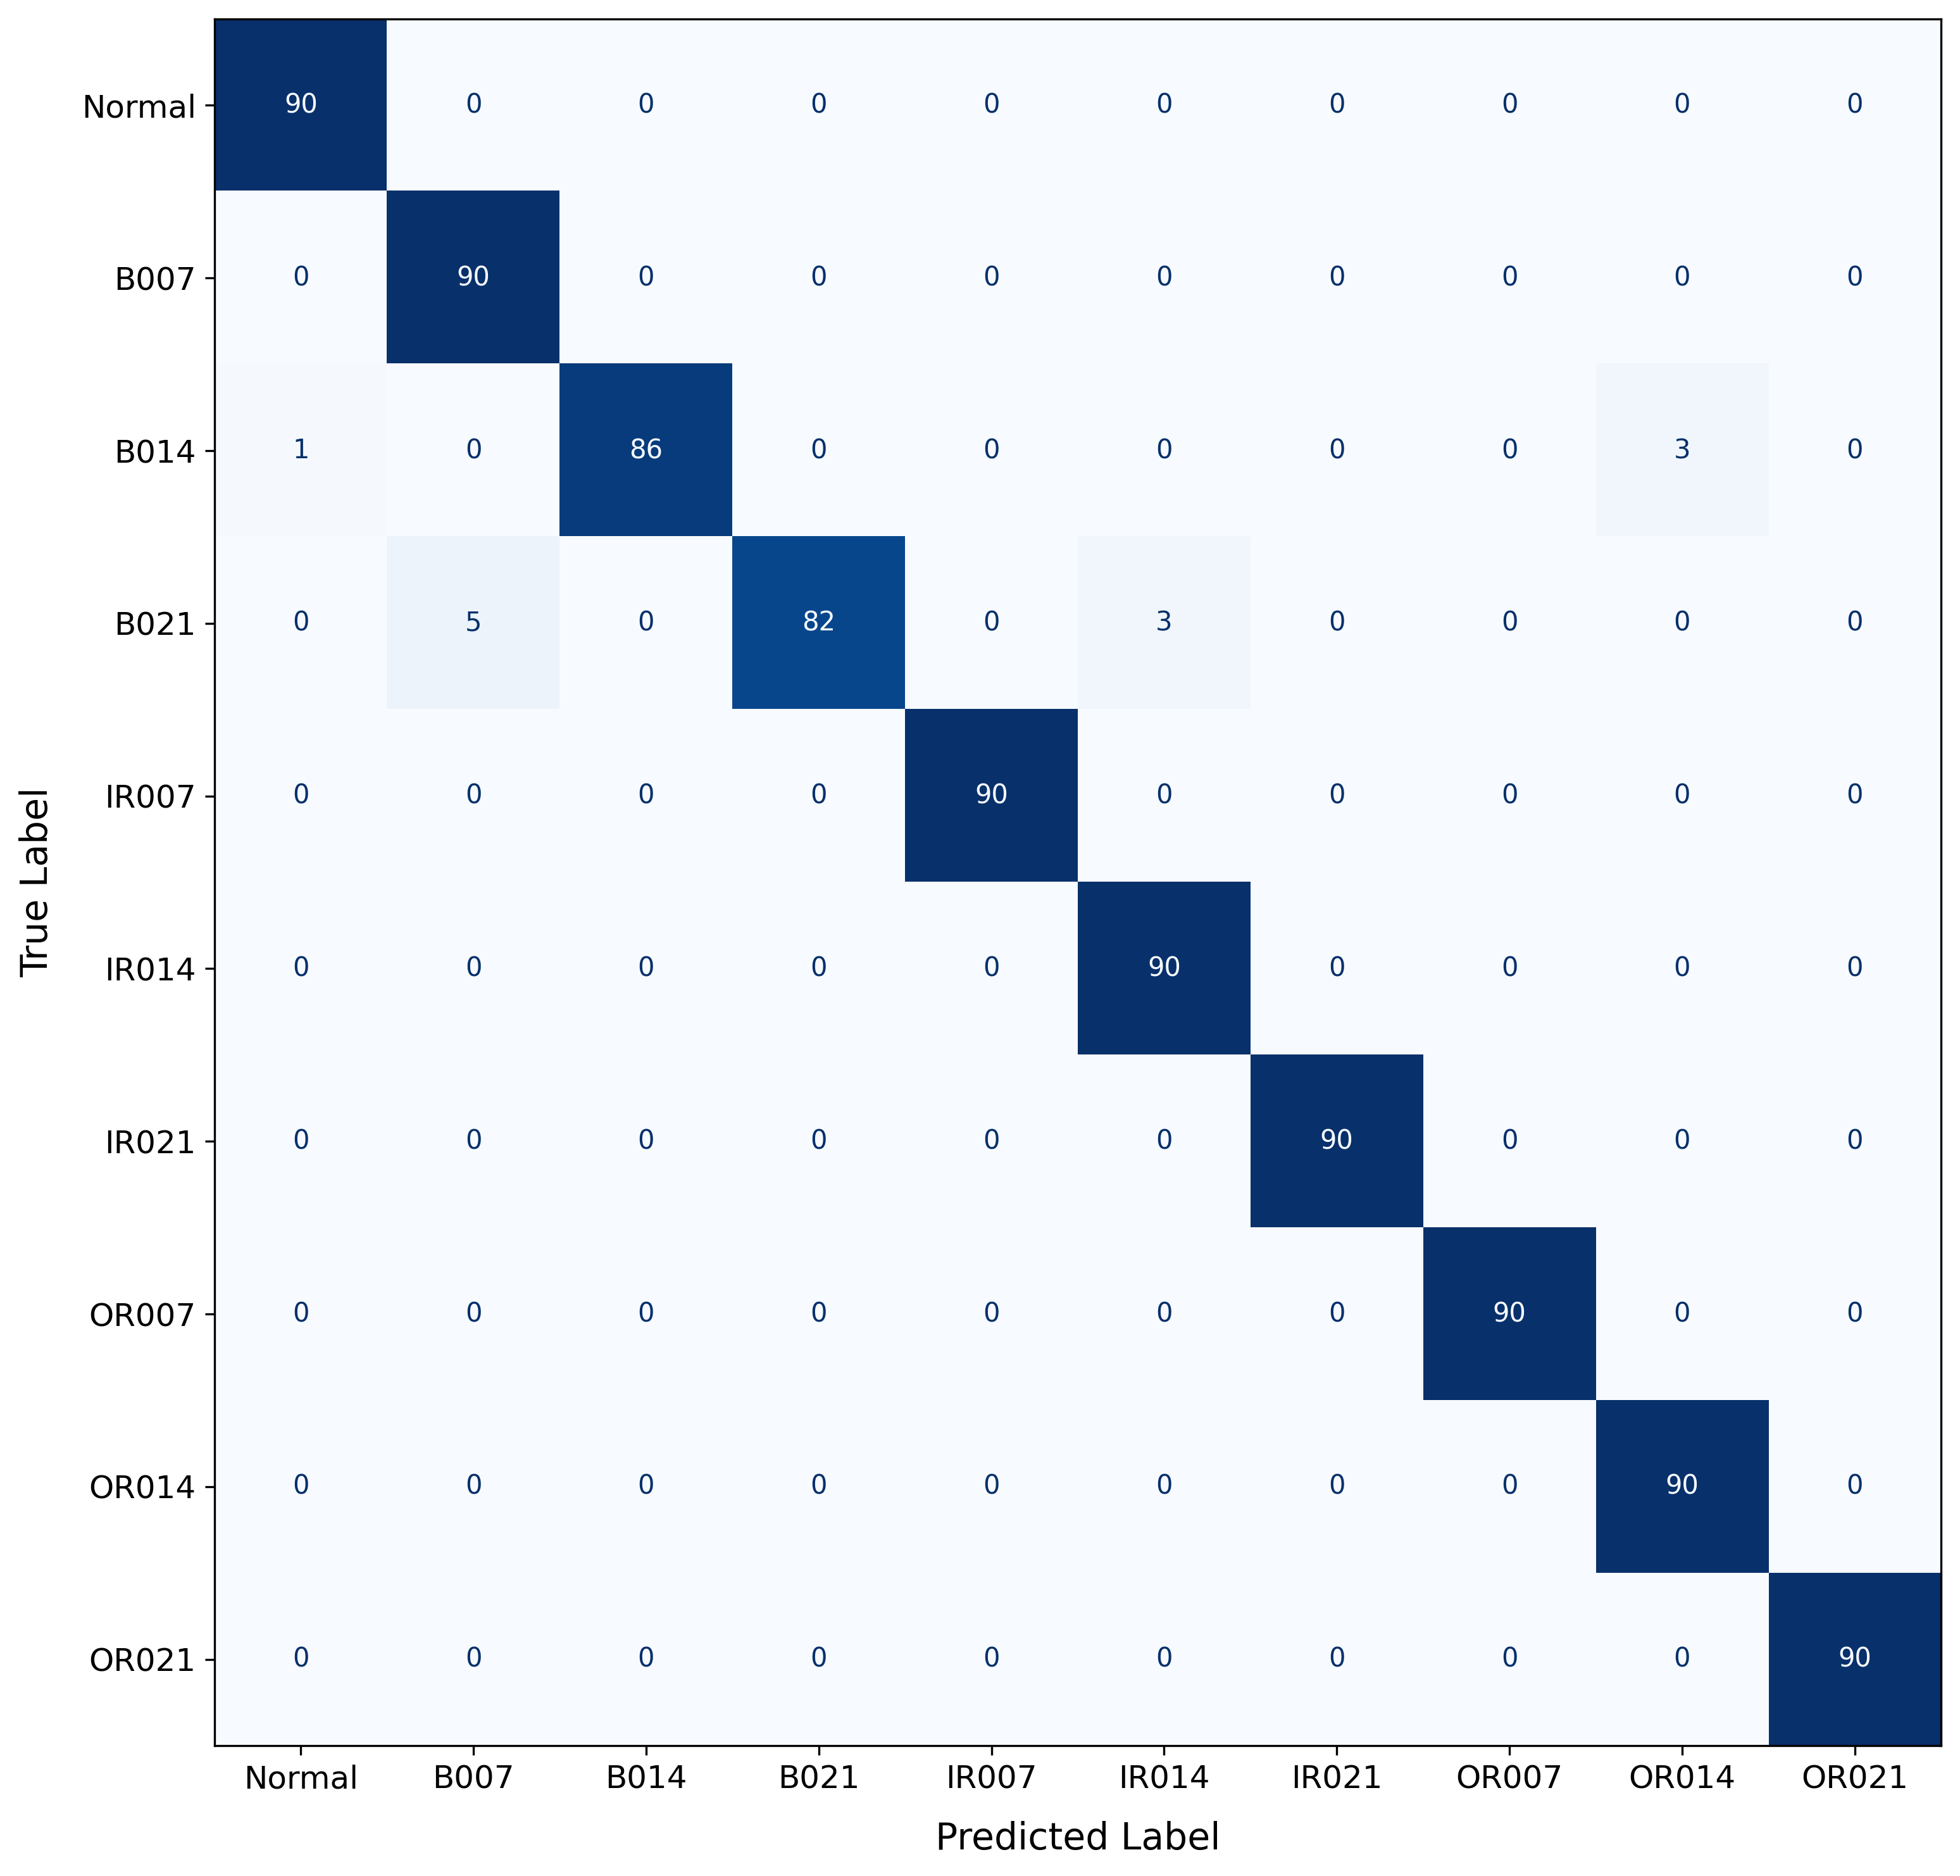 Normal 90 0 0 0 0 0 0 0 0 0
B007 0 90 0 0 0 0 0 0 0 0
B014 1 0 86 0 0 0 0 0 3 0
B021 0 5 0 82 0 3 0 0 0 0
IR007 0 0 0 0 90 0 0 0 0 0
IR014 0 0 0 0 0 90 0 0 0 0
IR021 0 0 0 0 0 0 90 0 0 0
OR007 0 0 0 0 0 0 0 90 0 0
OR014 0 0 0 0 0 0 0 0 90 0
OR021 0 0 0 0 0 0 0 0 0 90
Normal B007 B014 B021 IR007 IR014 IR021 OR007 OR014 OR021
Predicted Label
True Label